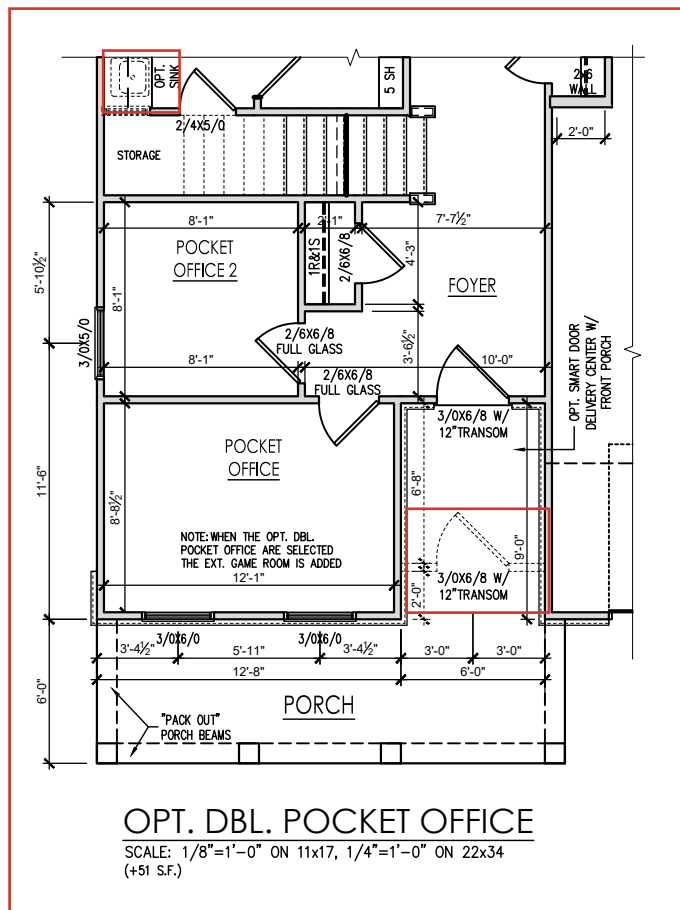 OPT.
SINK
5 SH
2x6
WALL
2'-0"
2/4X5/0
STORAGE
8'-1"
2'-1"
7'-7½"
POCKET
OFFICE 2
1R&1S
2/6X6/8
4'-3"
FOYER
5'-10½"
8'-1"
3/0X5/0
2/6X6/8
FULL GLASS
3'-6½"
8'-1"
10'-0"
2/6X6/8
FULL GLASS
OPT. SMART DOOR
DELIVERY CENTER W/
FRONT PORCH
3/0X6/8 W/
12"TRANSOM
POCKET
OFFICE
11'-6"
8'-8½"
6'-8"
9'-0"
NOTE: WHEN THE OPT. DBL.
POCKET OFFICE ARE SELECTED
THE EXT. GAME ROOM IS ADDED
12'-1"
3/0X6/8 W/
12"TRANSOM
2'-0"
3/0X6/0
3/0X6/0
3'-4½"
5'-11"
3'-4½"
3'-0"
3'-0"
12'-8"
6'-0"
6'-0"
PORCH
"PACK OUT"
PORCH BEAMS
OPT. DBL. POCKET OFFICE
SCALE: 1/8"=1'-0" ON 11x17, 1/4"=1'-0" ON 22x34
(+51 S.F.)